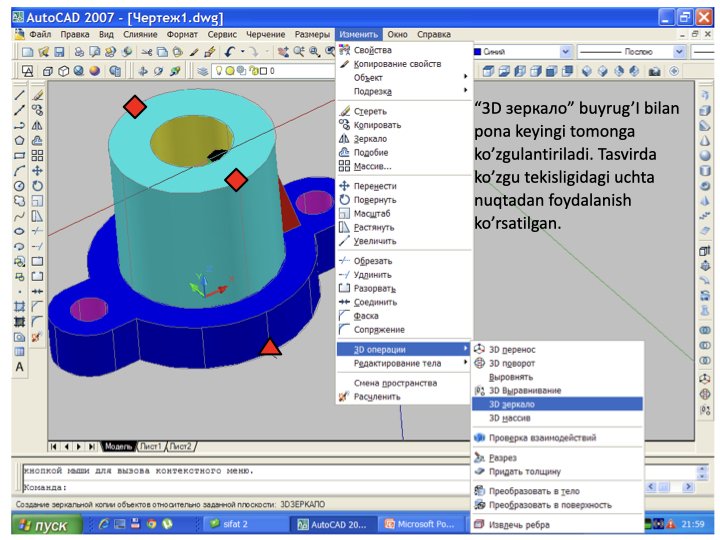 AutoCAD 2007 - [Чертеж1.dwg]
Файл Правка Вид Слияние Формат Сервис Черчение Размеры Изменить Окно Справка
0
Синий
Послою
Свойства
Копирование свойств
Объект
Подрезка
Стереть
Копировать
Зеркало
Подобие
Массив...
Перенести
Повернуть
Масштаб
Растянуть
Увеличить
Обрезать
Удлинить
Разорвать
Соединить
Фаска
Сопряжение
3D операции
Редактирование тела
Смена пространства
Расчленить
3D перенос
3D поворот
Выровнять
3D Выравнивание
3D зеркало
3D массив
Проверка взаимодействий
Разрез
Придать толщину
Преобразовать в тело
Преобразовать в поверхность
Извлечь ребра
“3D зеркало” buyrug’I bilan
pona keyingi tomonga
ko’zgulantiriladi. Tasvirda
ko’zgu tekisligidagi uchta
nuqtadan foydalanish
ko’rsatilgan.
Модель Лист1 Лист2
кнопкой мыши для вызова контекстного меню.
Команда:
Создание зеркальной копии объектов относительно заданной плоскости: 3DЗЕРКАЛО
пуск
sifat 2
AutoCAD 20...
Microsoft Po...
21:59